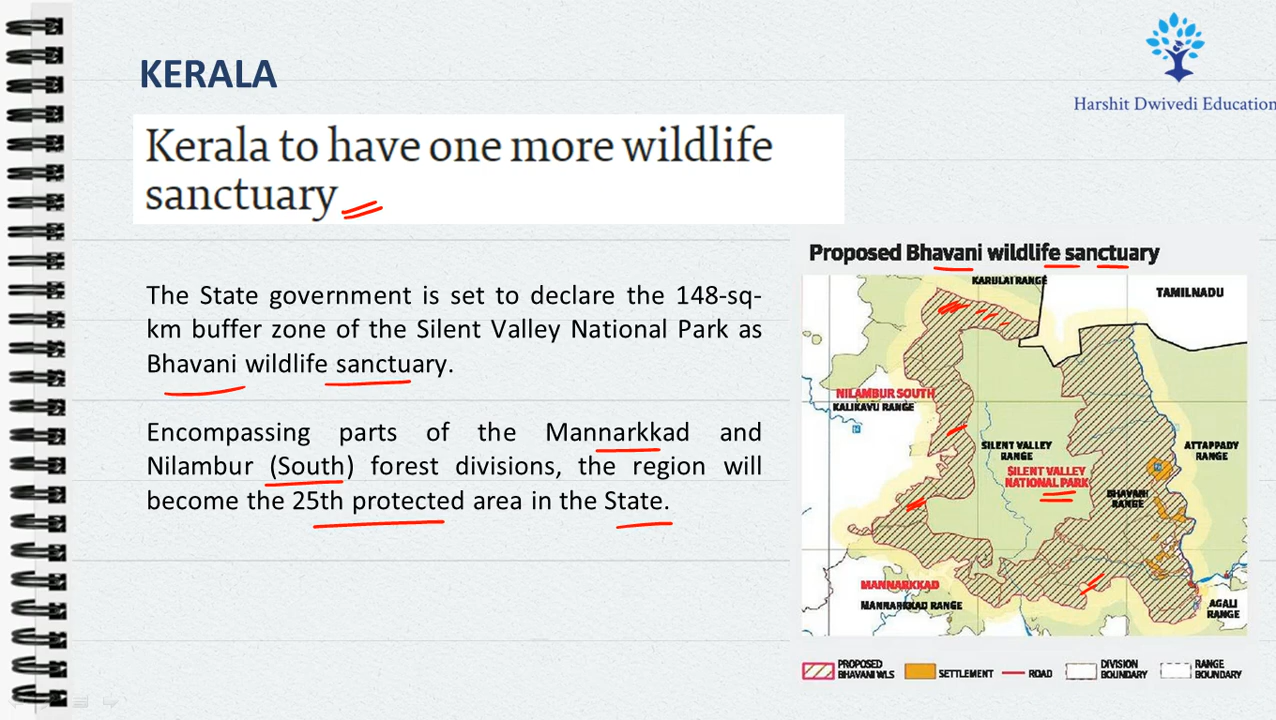 KERALA
Harshit Dwivedi Education
Kerala to have one more wildlife
sanctuary
The State government is set to declare the 148-sq-
km buffer zone of the Silent Valley National Park as
Bhavani wildlife sanctuary.
Encompassing parts of the Mannarkkad and
Nilambur (South) forest divisions, the region will
become the 25th protected area in the State.
Proposed Bhavani wildlife sanctuary
KARULAI RANGE
TAMILNADU
NILAMBUR SOUTH
KALIKAVU RANGE
SILENT VALLEY
RANGE
SILENT VALLEY
NATIONAL PARK
ATTAPPADY
RANGE
BHAVANI
RANGE
MANNARKKAD
MANNARKKAD RANGE
AGALI
RANGE
PROPOSED
BHAVANI WLS
SETTLEMENT
ROAD
DIVISION
BOUNDARY
RANGE
BOUNDARY